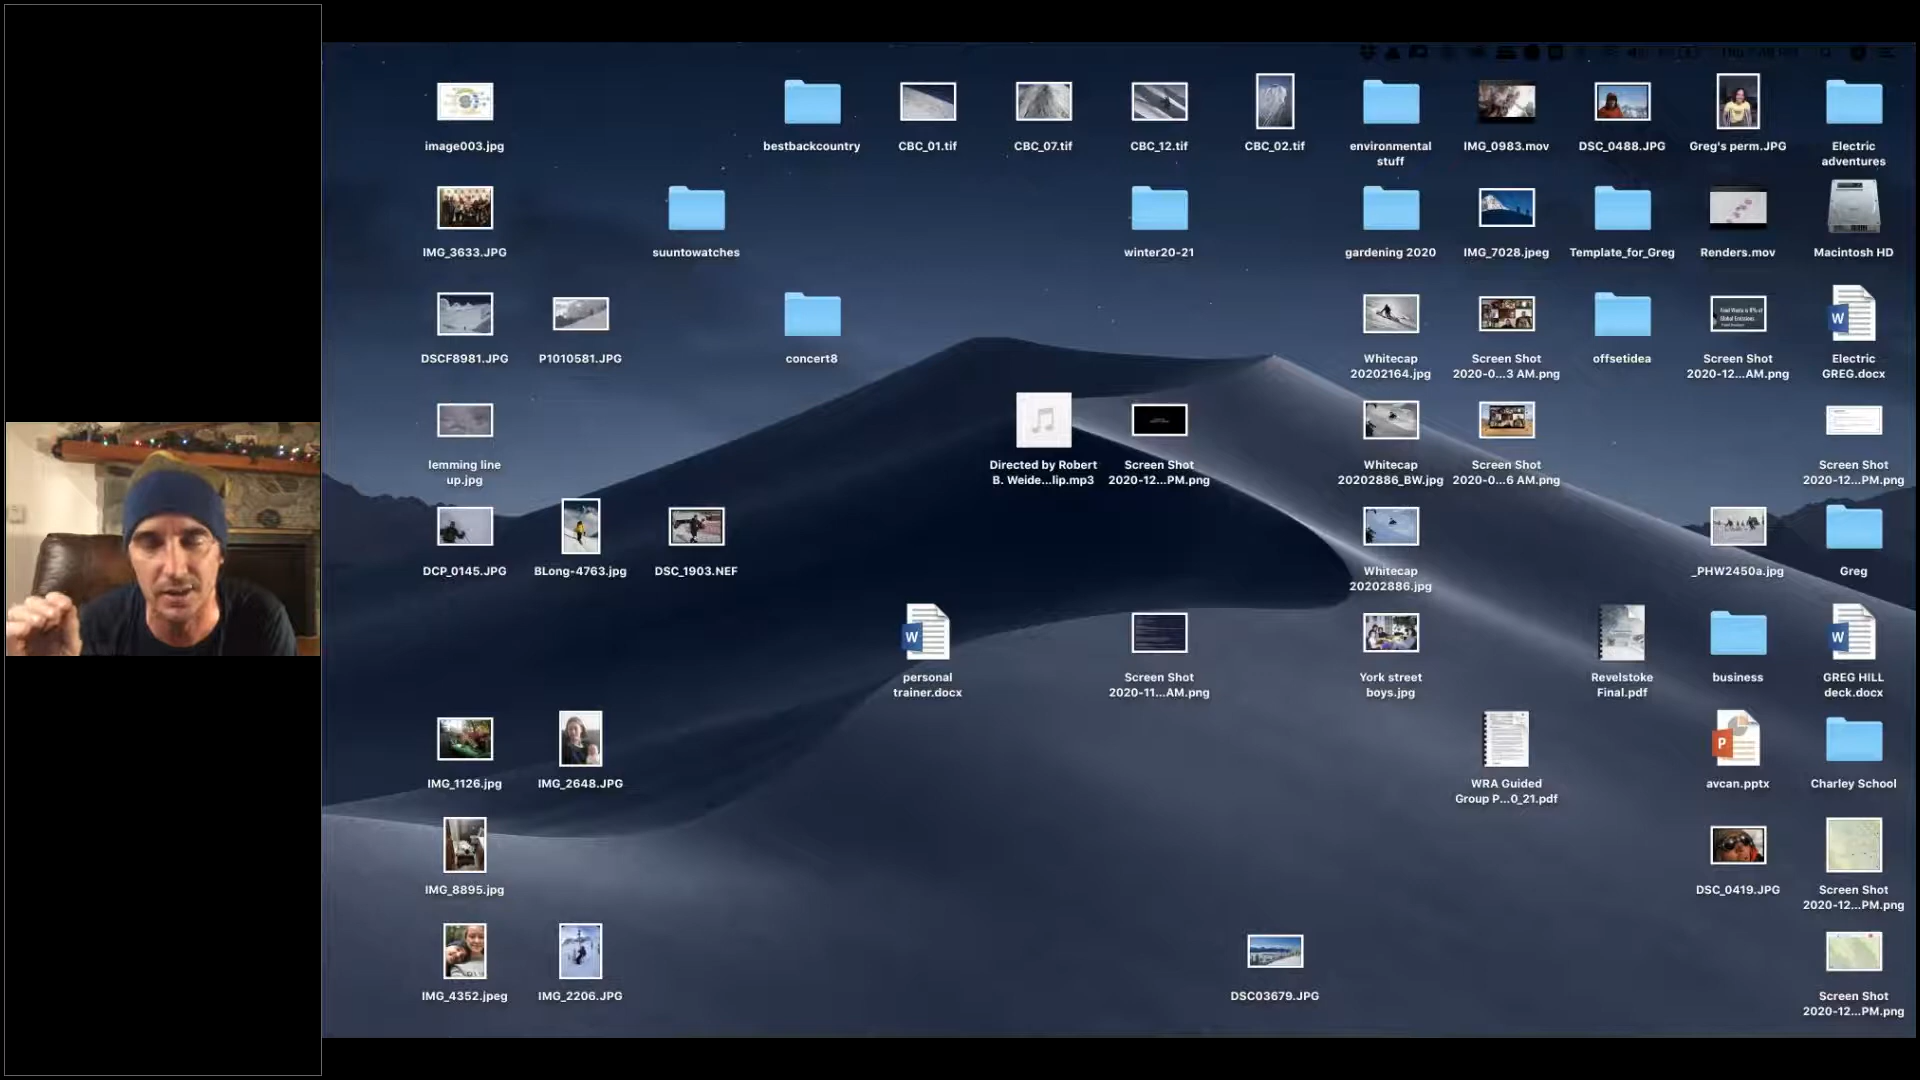 image003.jpg
bestbackcountry
CBC_01.tif
CBC_07.tif
CBC_12.tif
CBC_02.tif
environmental
stuff
IMG_0983.mov
DSC_0488.JPG
Greg's perm.JPG
Electric
adventures
IMG_3633.JPG
suuntowatches
winter20-21
gardening 2020
IMG_7028.jpeg
Template_for_Greg
Renders.mov
Macintosh HD
DSCF8981.JPG
P1010581.JPG
concert8
Whitecap
20202164.jpg
Screen Shot
2020-0...3 AM.png
offsetidea
Food Waste is 8% of
Global Emissions
Screen Shot
2020-12...AM.png
W
Electric
GREG.docx
lemming line
up.jpg
Directed by Robert
B. Weide...lip.mp3
Screen Shot
2020-12...PM.png
Whitecap
20202886_BW.jpg
Screen Shot
2020-0...6 AM.png
Screen Shot
2020-12...PM.png
DCP_0145.JPG
BLong-4763.jpg
DSC_1903.NEF
Whitecap
20202886.jpg
_PHW2450a.jpg
Greg
W
personal
trainer.docx
Screen Shot
2020-11...AM.png
York street
boys.jpg
Revelstoke
Final.pdf
business
W
GREG HILL
deck.docx
IMG_1126.jpg
IMG_2648.JPG
WRA Guided
Group P...0_21.pdf
P
avcan.pptx
Charley School
IMG_8895.jpg
DSC_0419.JPG
Screen Shot
2020-12...PM.png
IMG_4352.jpeg
IMG_2206.JPG
DSC03679.JPG
Screen Shot
2020-12...PM.png